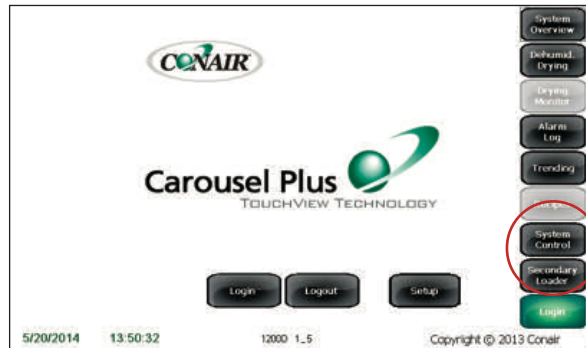 CONAIR
Carousel Plus
TOUCHVIEW TECHNOLOGY
System
Overview
Dehumid.
Drying
Drying
Monitor
Alarm
Log
Trending
System
Control
Secondary
Loader
Login
Login
Logout
Setup
5/20/2014
13:50:32
12000 1_5
Copyright © 2013 Conair